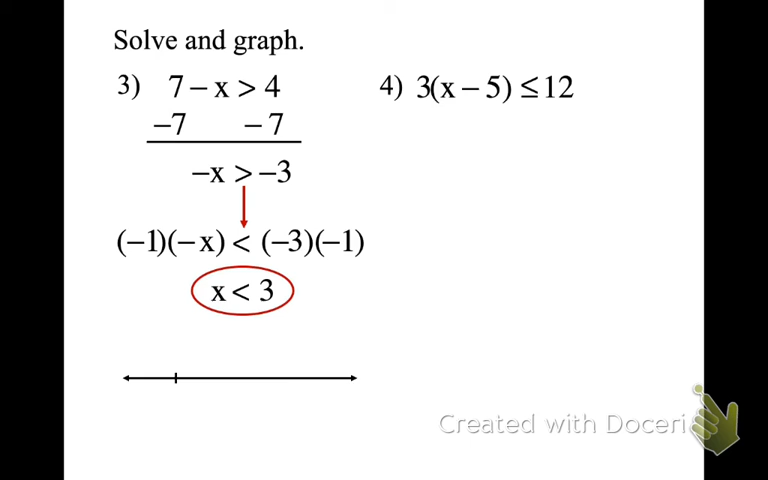 Solve and graph.
3) 7 – x > 4
–7 – 7
–x > –3
(–1)(– x) < (–3)(–1)
x < 3
4) 3(x – 5) ≤ 12
Created with Doceri